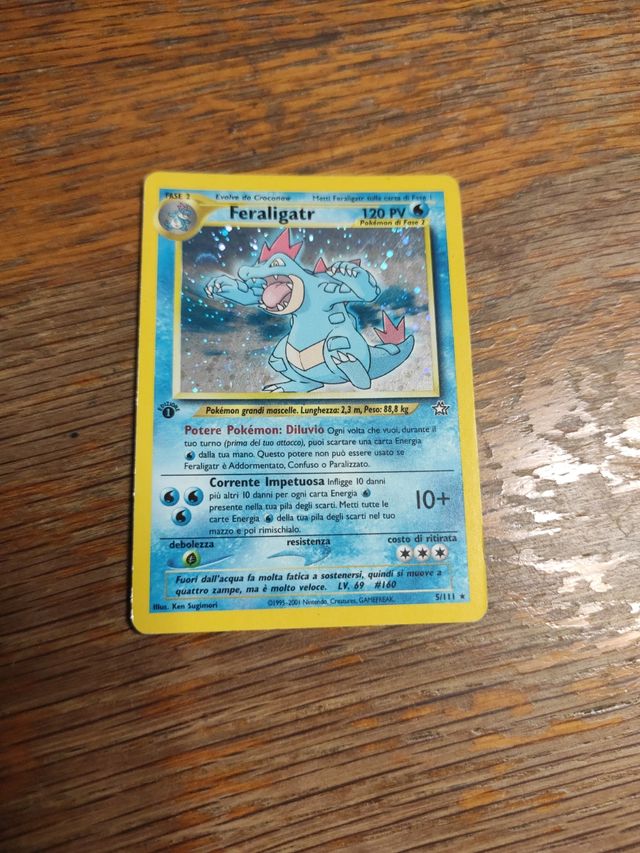 FASE 2 Evolve da Croconaw Metti Feraligatr sulla carta di Fase 1
Feraligatr 120 PV
Pokémon di Fase 2
EDIZIONE
1
Pokémon grandi mascelle. Lunghezza: 2,3 m, Peso: 88,8 kg
Potere Pokémon: Diluvio Ogni volta che vuoi, durante il
tuo turno (prima del tuo attacco), puoi scartare una carta Energia
dalla tua mano. Questo potere non può essere usato se
Feraligatr è Addormentato, Confuso o Paralizzato.
Corrente Impetuosa Infligge 10 danni
più altri 10 danni per ogni carta Energia
presente nella tua pila degli scarti. Metti tutte le
carte Energia della tua pila degli scarti nel tuo
mazzo e poi rimischialo.
10+
debolezza resistenza costo di ritirata
Fuori dall'acqua fa molta fatica a sostenersi, quindi si muove a
quattro zampe, ma è molto veloce. LV. 69 #160
Illus. Ken Sugimori ©1995-2001 Nintendo, Creatures, GAMEFREAK. 5/111 ★